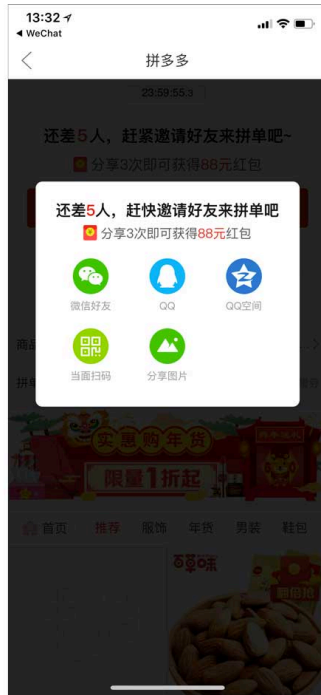 13:32
WeChat
拼多多
23:59:55:3
还差5人，赶紧邀请好友来拼单吧~
分享3次即可获得88元红包
还差5人，赶快邀请好友来拼单吧
分享3次即可获得88元红包
微信好友
QQ
QQ空间
当面扫码
分享图片
商品
拼单
实惠购年货
限量1折起
首页 推荐 服饰 年货 男装 鞋包
百草味